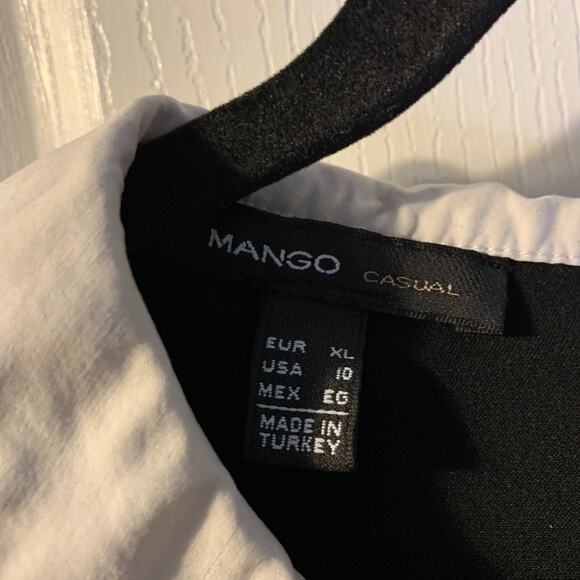 MANGO CASUAL
EUR XL
USA 10
MEX EG
MADE IN
TURKEY